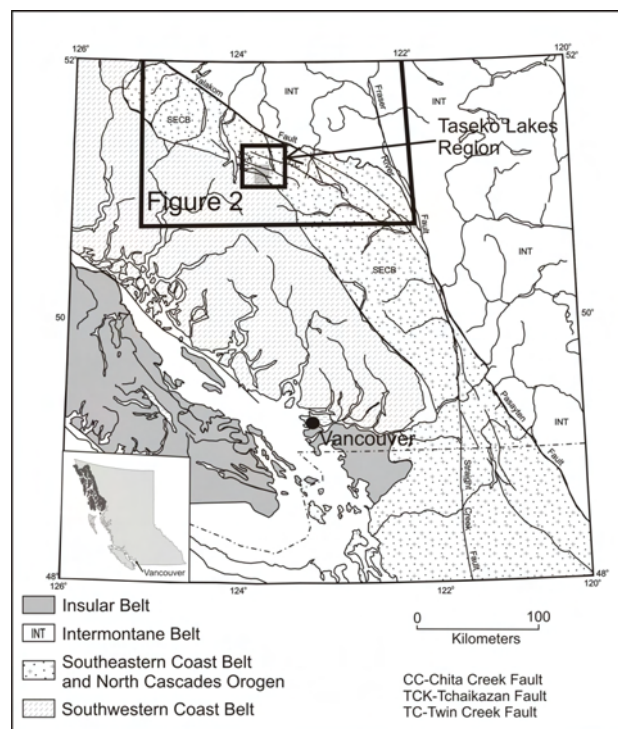 126°
124°
122°
120°
52°
52°
Yalakom
Fault
INT
Fraser
River
Fault
INT
SECB
Taseko Lakes
Region
Figure 2
SECB
INT
50
50°
Pasayten
Fault
INT
Vancouver
Straight
Creek
Fault
Vancouver
48°
48°
126°
124°
122°
120°
Insular Belt
INT Intermontane Belt
Southeastern Coast Belt
and North Cascades Orogen
Southwestern Coast Belt
0 100
Kilometers
CC-Chita Creek Fault
TCK-Tchaikazan Fault
TC-Twin Creek Fault